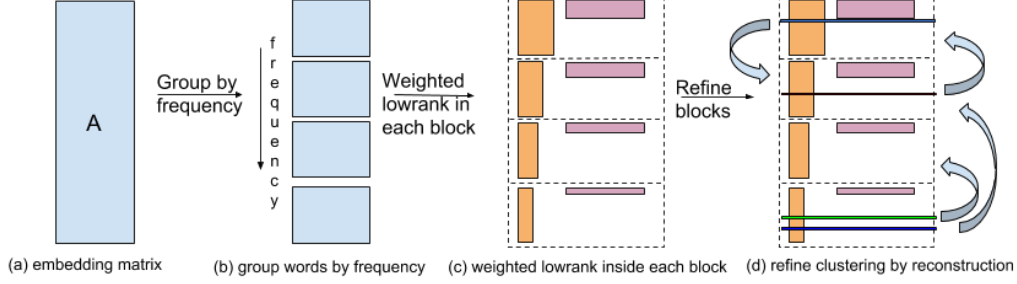 A
Group by
frequency
f
r
e
q
u
e
n
c
y
Weighted
lowrank in
each block
Refine
blocks
(a) embedding matrix
(b) group words by frequency
(c) weighted lowrank inside each block
(d) refine clustering by reconstruction